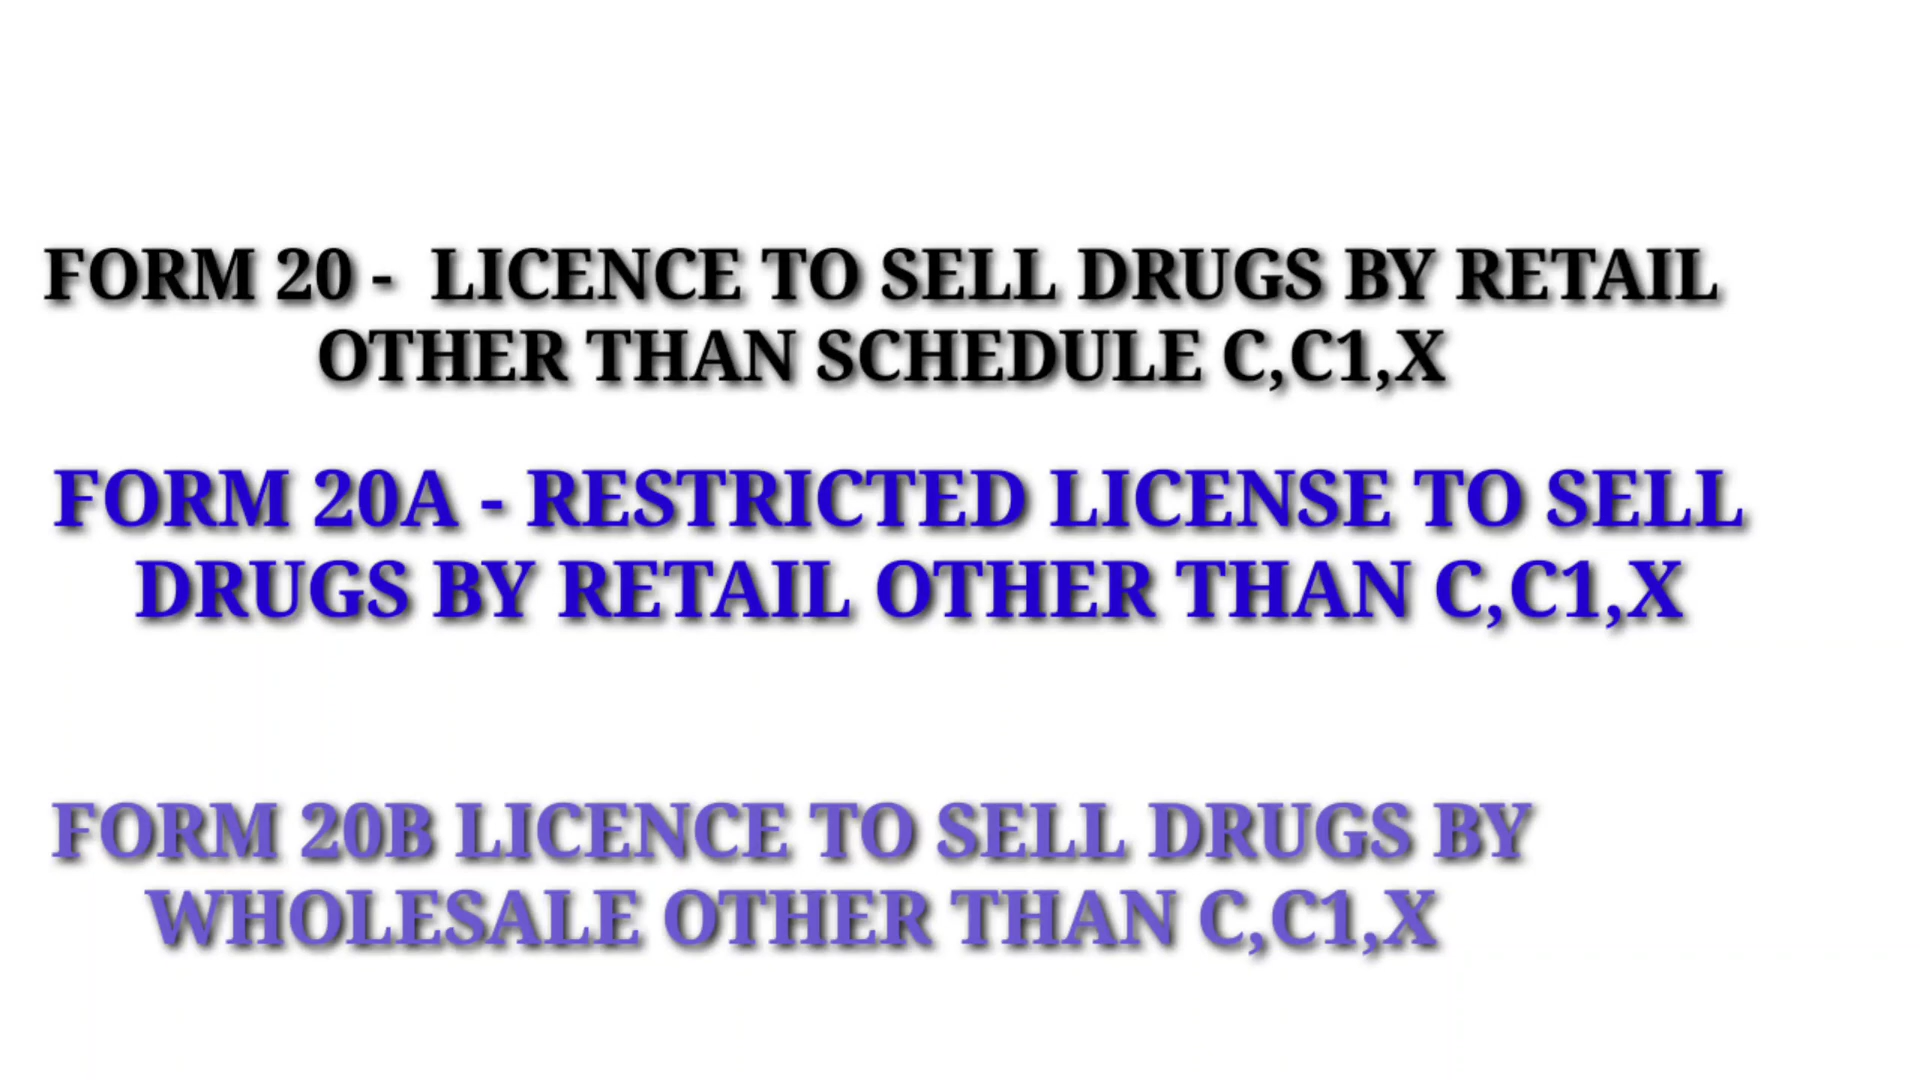 FORM 20 - LICENCE TO SELL DRUGS BY RETAIL
OTHER THAN SCHEDULE C,C1,X
FORM 20A - RESTRICTED LICENSE TO SELL
DRUGS BY RETAIL OTHER THAN C,C1,X
FORM 20B LICENCE TO SELL DRUGS BY
WHOLESALE OTHER THAN C,C1,X